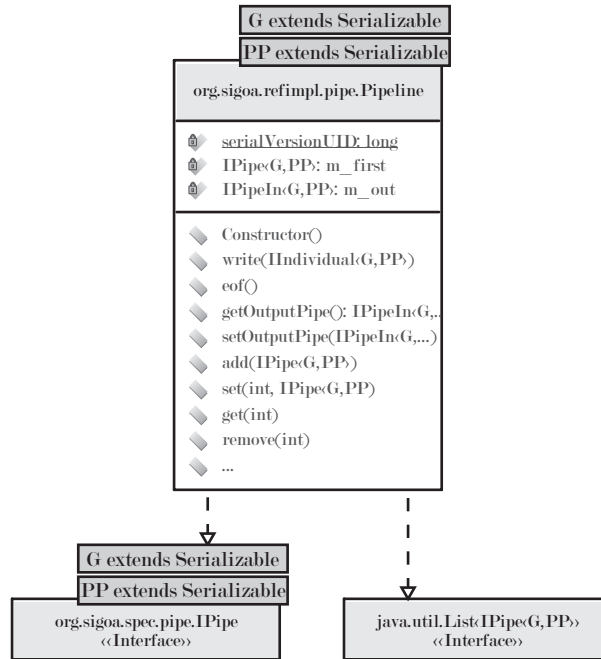 G extends Serializable
PP extends Serializable
org.sigoa.refimpl.pipe.Pipeline
serialVersionUID: long
IPipe‹G,PP›: m_first
IPipeIn‹G,PP›: m_out
Constructor()
write(IIndividual‹G,PP›)
eof()
getOutputPipe(): IPipeIn‹G,..
setOutputPipe(IPipeIn‹G,...)
add(IPipe‹G,PP›)
set(int, IPipe‹G,PP)
get(int)
remove(int)
...
G extends Serializable
PP extends Serializable
org.sigoa.spec.pipe.IPipe
‹‹Interface››
java.util.List‹IPipe‹G,PP››
‹‹Interface››